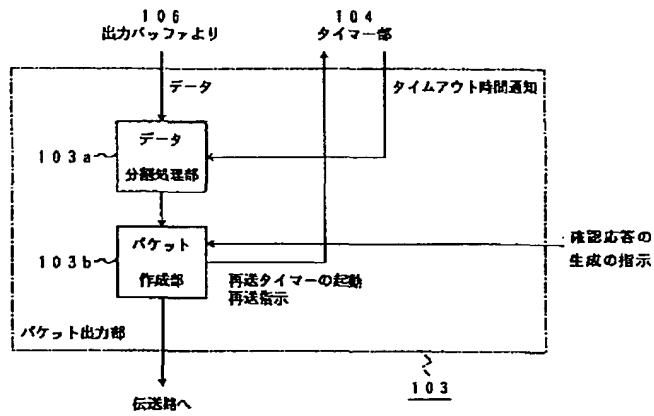 106
出力バッファより
104
タイマー部
データ
タイムアウト時間通知
103a
データ
分割処理部
103b
パケット
作成部
確認応答の
生成の指示
再送タイマーの起動
再送指示
パケット出力部
103
伝送路へ